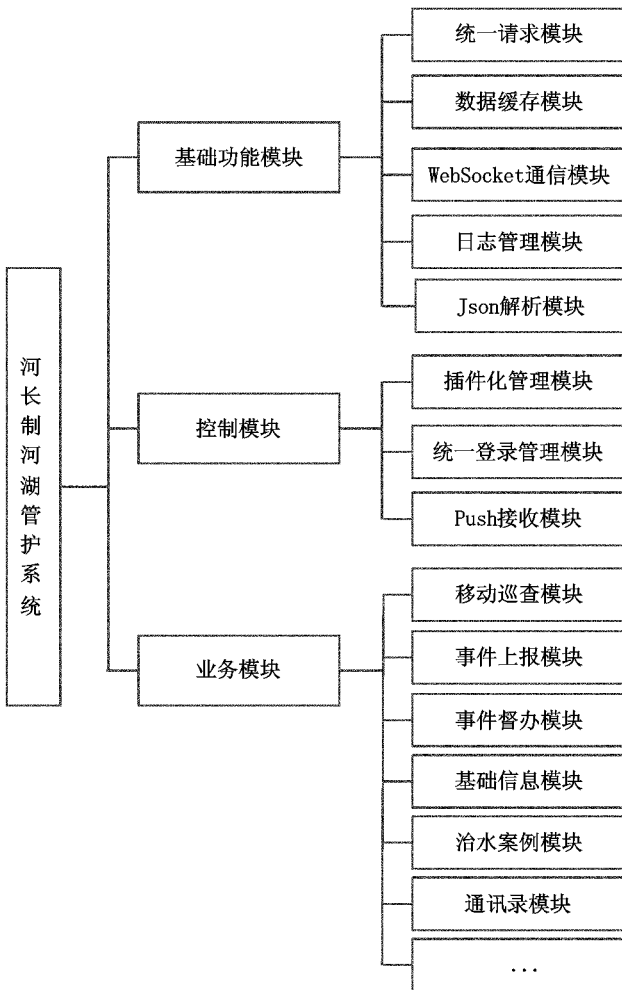 河长制河湖管护系统
基础功能模块
统一请求模块
数据缓存模块
WebSocket通信模块
日志管理模块
Json解析模块
控制模块
插件化管理模块
统一登录管理模块
Push接收模块
业务模块
移动巡查模块
事件上报模块
事件督办模块
基础信息模块
治水案例模块
通讯录模块
...